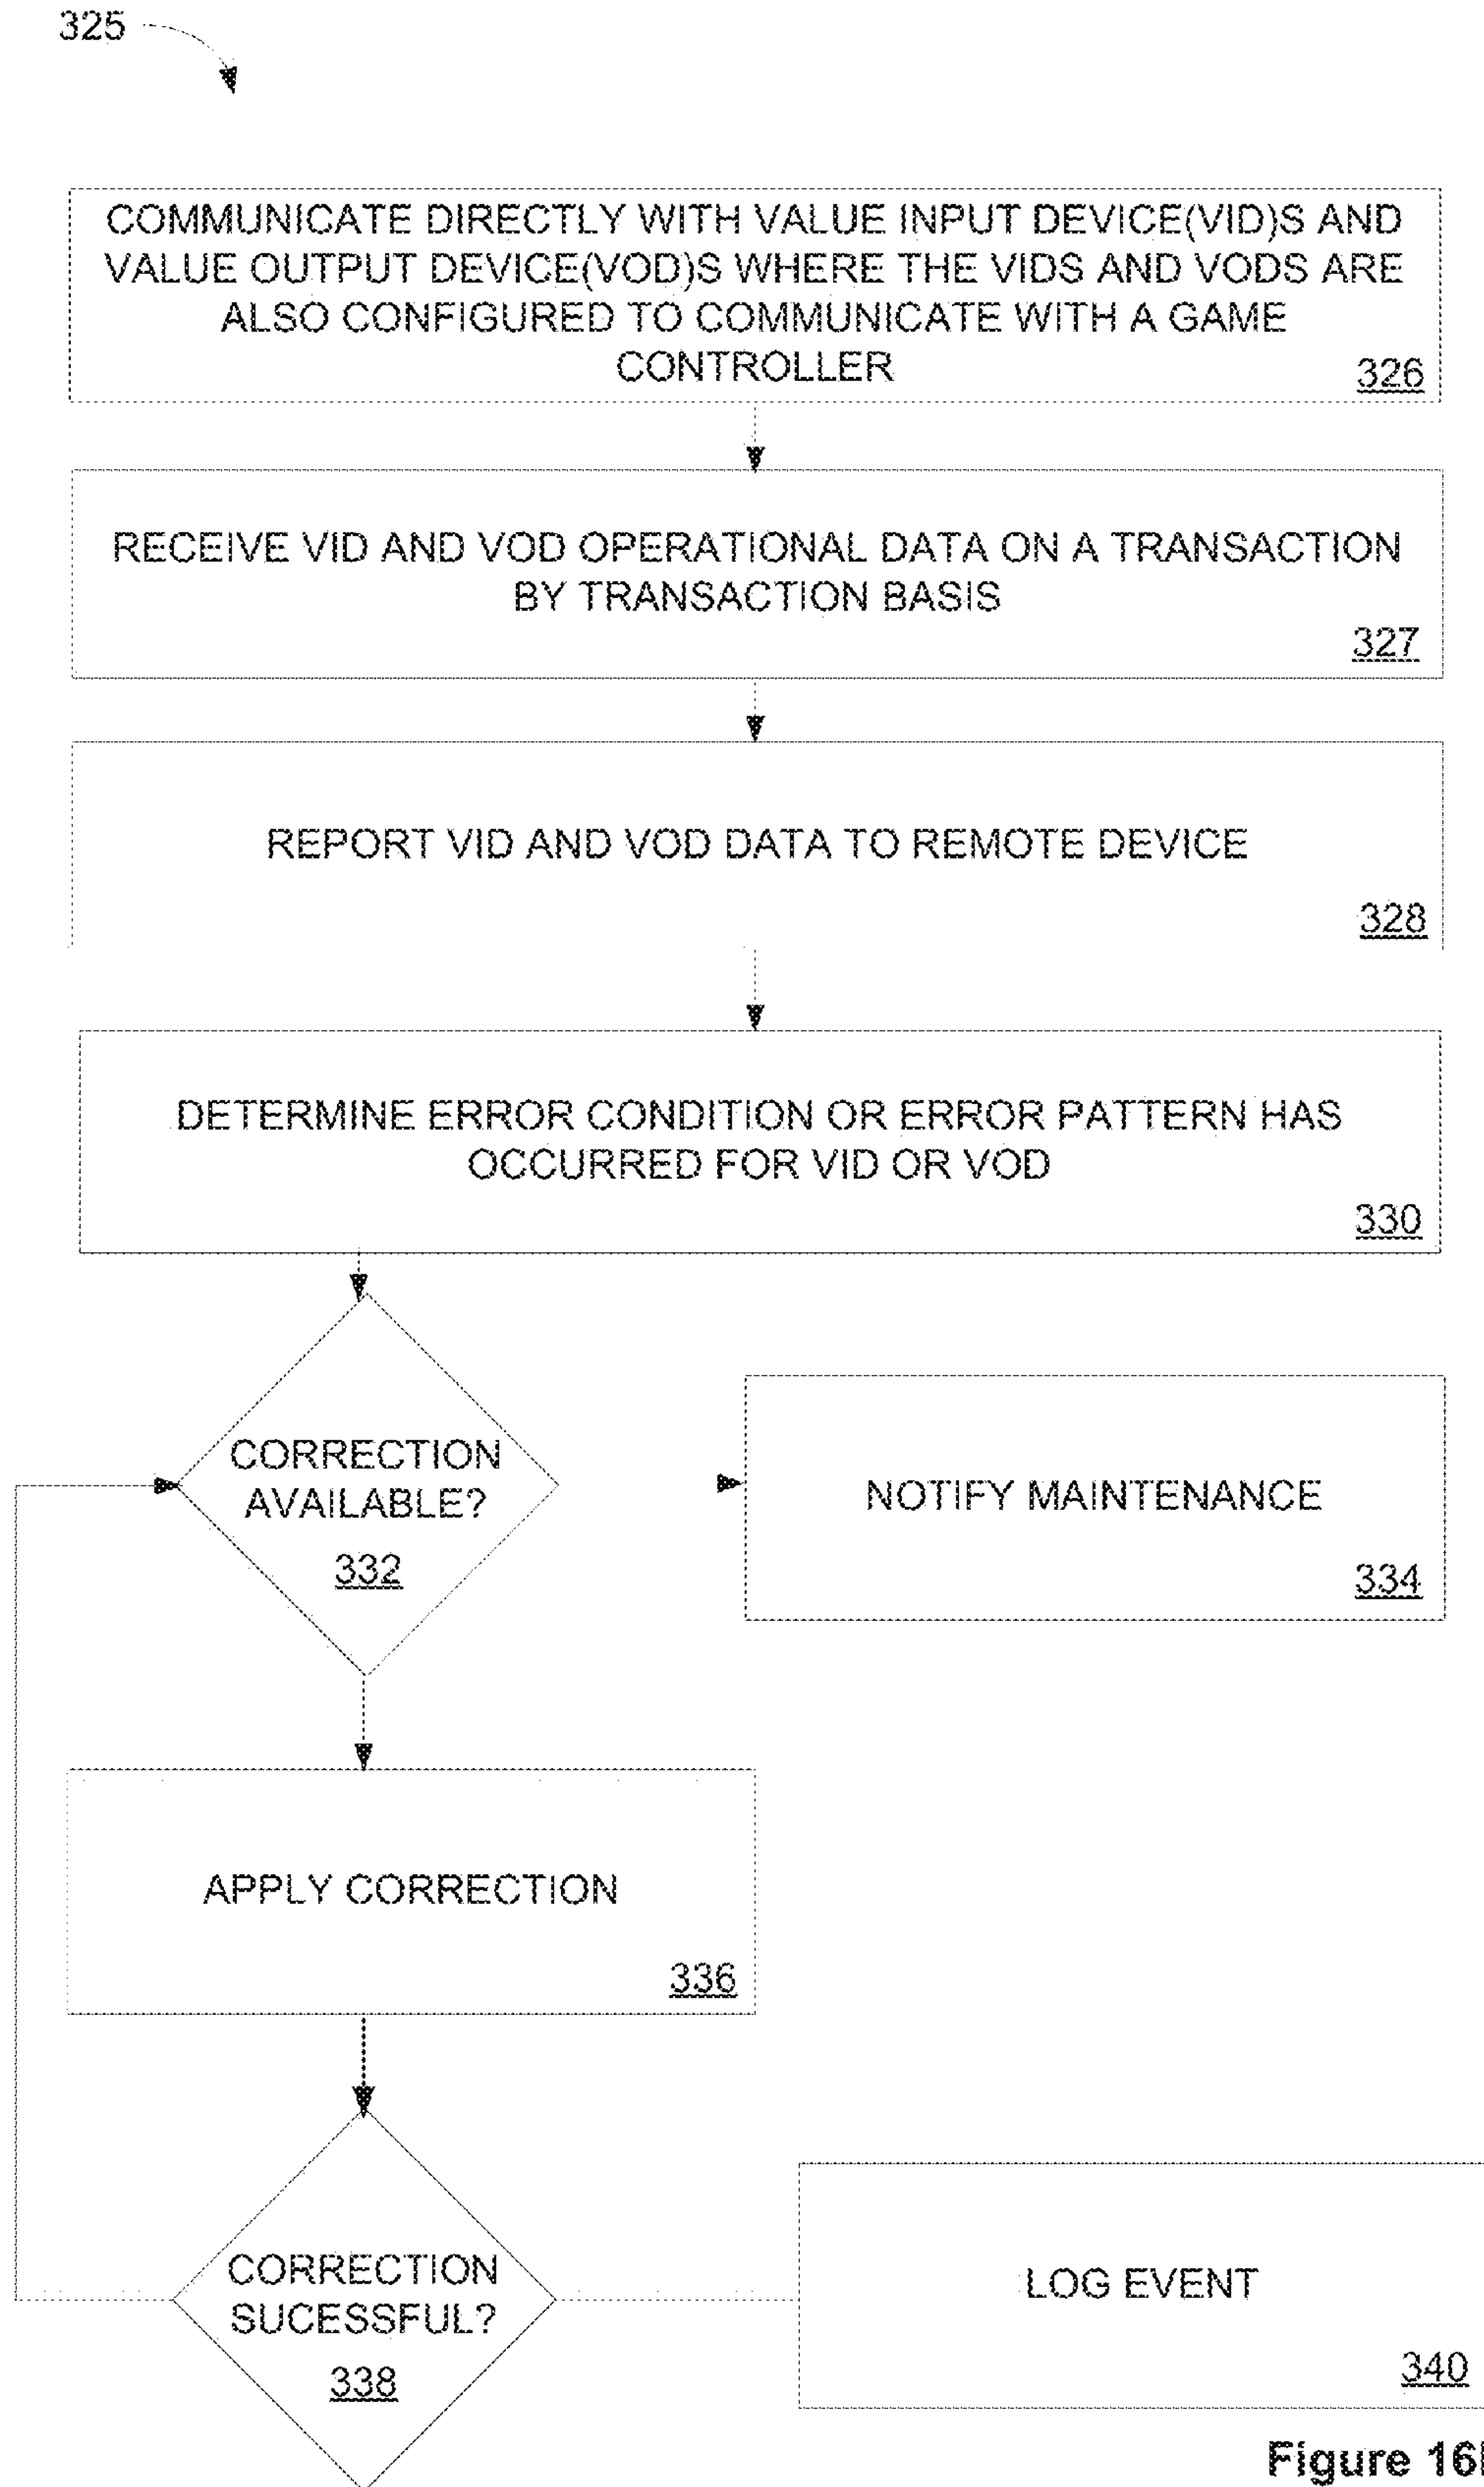 325
COMMUNICATE DIRECTLY WITH VALUE INPUT DEVICE(VID)S AND
VALUE OUTPUT DEVICE(VOD)S WHERE THE VIDS AND VODS ARE
ALSO CONFIGURED TO COMMUNICATE WITH A GAME
CONTROLLER
326
RECEIVE VID AND VOD OPERATIONAL DATA ON A TRANSACTION
BY TRANSACTION BASIS
327
REPORT VID AND VOD DATA TO REMOTE DEVICE
328
DETERMINE ERROR CONDITION OR ERROR PATTERN HAS
OCCURRED FOR VID OR VOD
330
CORRECTION
AVAILABLE?
332
NOTIFY MAINTENANCE
334
APPLY CORRECTION
336
CORRECTION
SUCESSFUL?
338
LOG EVENT
340
Figure